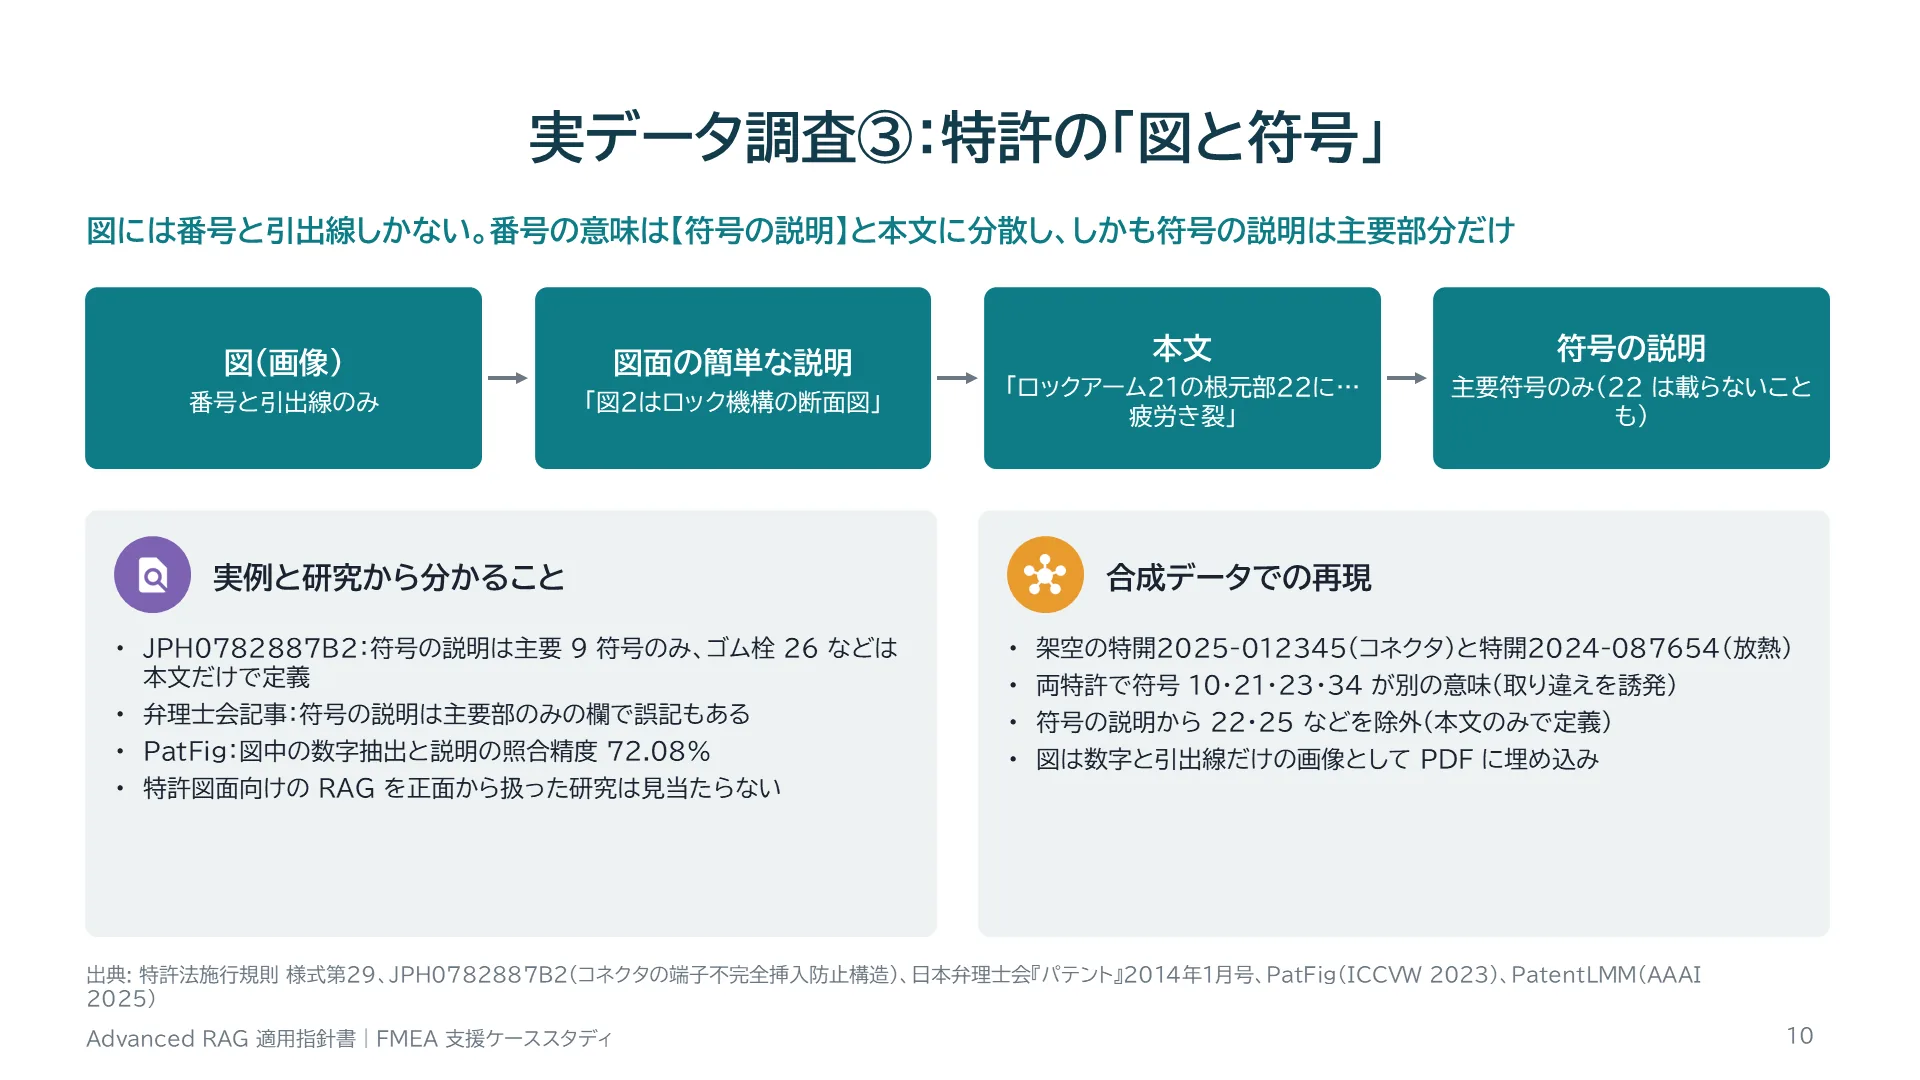 実データ調査③：特許の「図と符号」
図には番号と引出線しかない。番号の意味は【符号の説明】と本文に分散し、しかも符号の説明は主要部分だけ
図（画像）
番号と引出線のみ
図面の簡単な説明
「図2はロック機構の断面図」
本文
「ロックアーム21の根元部22に…
疲労き裂」
符号の説明
主要符号のみ（22 は載らないこと
も）
実例と研究から分かること
• JPH0782887B2：符号の説明は主要 9 符号のみ、ゴム栓 26 などは
本文だけで定義
• 弁理士会記事：符号の説明は主要部のみの欄で誤記もある
• PatFig：図中の数字抽出と説明の照合精度 72.08%
• 特許図面向けの RAG を正面から扱った研究は見当たらない
合成データでの再現
• 架空の特開2025-012345（コネクタ）と特開2024-087654（放熱）
• 両特許で符号 10・21・23・34 が別の意味（取り違えを誘発）
• 符号の説明から 22・25 などを除外（本文のみで定義）
• 図は数字と引出線だけの画像として PDF に埋め込み
出典: 特許法施行規則 様式第29、JPH0782887B2（コネクタの端子不完全挿入防止構造）、日本弁理士会『パテント』2014年1月号、PatFig（ICCVW 2023）、PatentLMM（AAAI
2025）
Advanced RAG 適用指針書｜FMEA 支援ケーススタディ
10